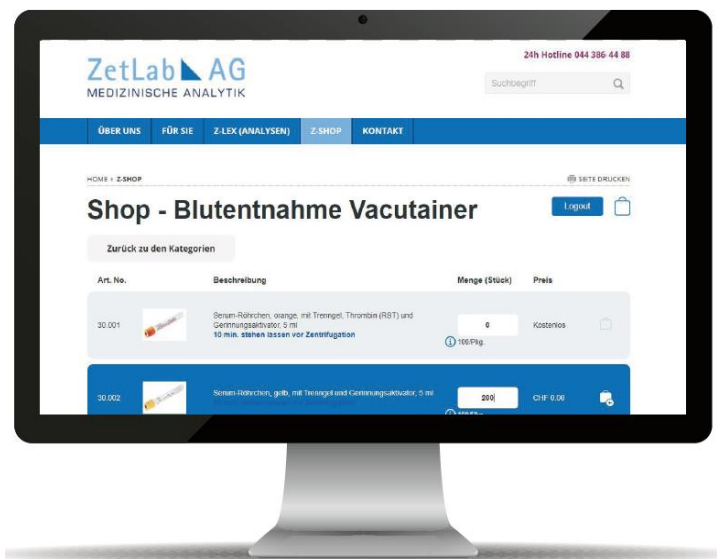 24h Hotline 044 386 44 88
ZetLab AG
MEDIZINISCHE ANALYTIK
Suchbegriff
ÜBER UNS FÜR SIE Z-LEX (ANALYSEN) Z-SHOP KONTAKT
HOME » Z-SHOP SEITE DRUCKEN
Shop - Blutentnahme Vacutainer
Logout
Zurück zu den Kategorien
Art. No. Beschreibung Menge (Stück) Preis
Serum-Röhrchen, orange, mit Trenngel, Thrombin (RST) und
30.001 Gerinnungsaktivator, 5 ml 0 Kostenlos
10 min. stehen lassen vor Zentrifugation
100/Pkg.
30.002 Serum-Röhrchen, gelb, mit Trenngel und Gerinnungsaktivator, 5 ml 200 CHF 0.00